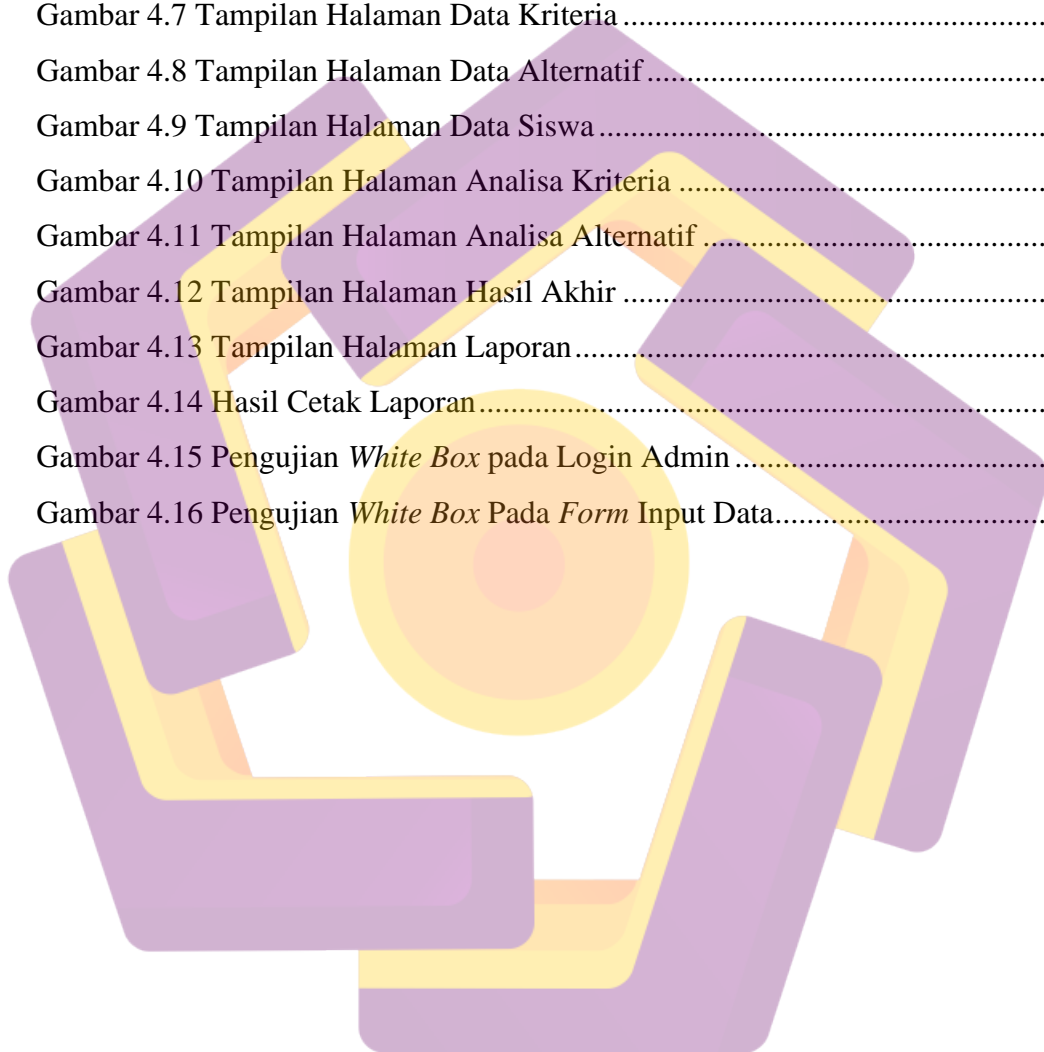 Gambar 4.7 Tampilan Halaman Data Kriteria ..........................................................
Gambar 4.8 Tampilan Halaman Data Alternatif .......................................................
Gambar 4.9 Tampilan Halaman Data Siswa ..............................................................
Gambar 4.10 Tampilan Halaman Analisa Kriteria ...................................................
Gambar 4.11 Tampilan Halaman Analisa Alternatif ................................................
Gambar 4.12 Tampilan Halaman Hasil Akhir ..........................................................
Gambar 4.13 Tampilan Halaman Laporan .................................................................
Gambar 4.14 Hasil Cetak Laporan ..............................................................................
Gambar 4.15 Pengujian White Box pada Login Admin ...........................................
Gambar 4.16 Pengujian White Box Pada Form Input Data .....................................